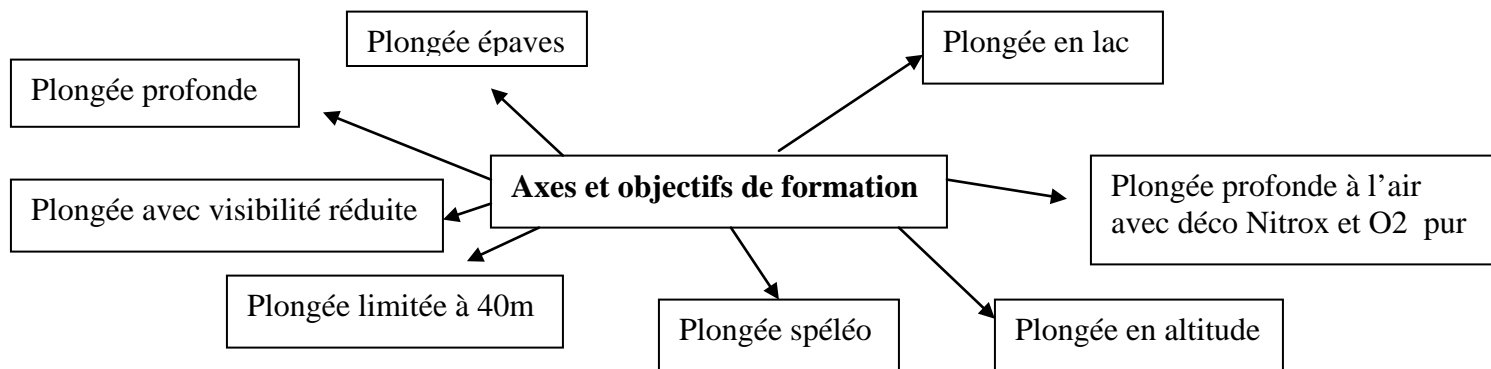 Plongée épaves
Plongée en lac
Plongée profonde
Axes et objectifs de formation
Plongée profonde à l’air
avec déco Nitrox et O2 pur
Plongée avec visibilité réduite
Plongée limitée à 40m
Plongée spéléo
Plongée en altitude